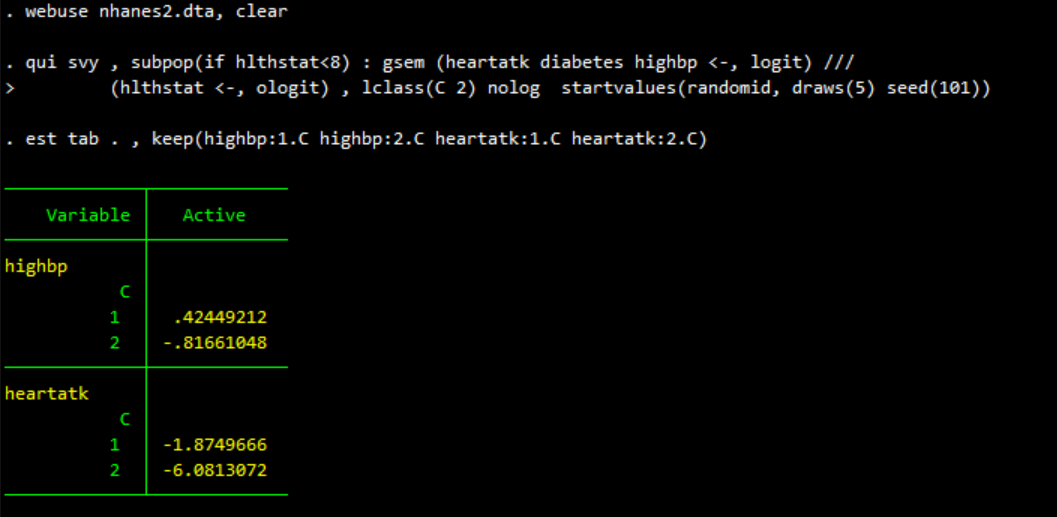 . webuse nhanes2.dta, clear
. qui svy , subpop(if hlthstat<8) : gsem (heartatk diabetes highbp <-, logit) ///
> (hlthstat <-, ologit) , lclass(C 2) nolog  startvalues(randomid, draws(5) seed(101))
. est tab . , keep(highbp:1.C highbp:2.C heartatk:1.C heartatk:2.C)
Variable Active
highbp
C
1 .42449212
2 -.81661048
heartatk
C
1 -1.8749666
2 -6.0813072